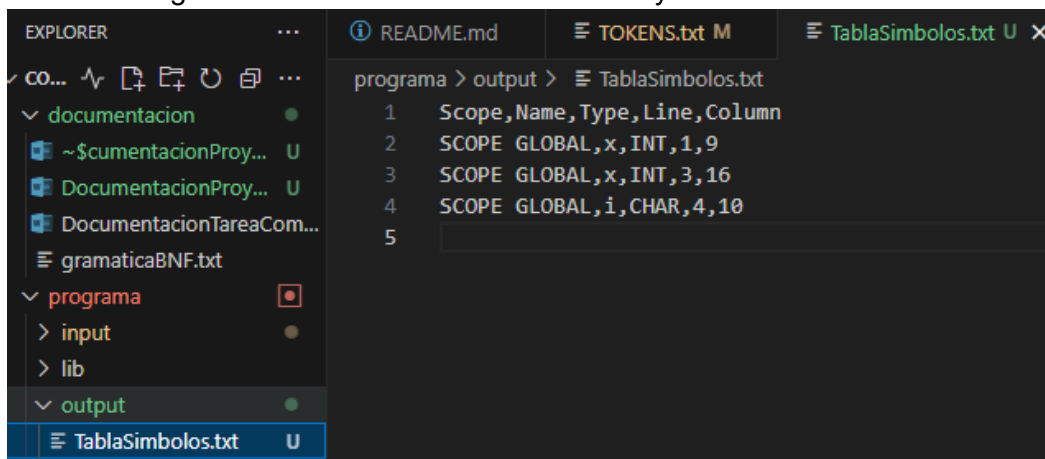 EXPLORER ...
CO... ...
documentacion
~$cumentacionProy... U
DocumentacionProy... U
DocumentacionTareaCom...
gramaticaBNF.txt
programa
input
lib
output
TablaSimbolos.txt U
README.md TOKENS.txt M TablaSimbolos.txt U
programa > output > TablaSimbolos.txt
1 Scope,Name,Type,Line,Column
2 SCOPE GLOBAL,x,INT,1,9
3 SCOPE GLOBAL,x,INT,3,16
4 SCOPE GLOBAL,i,CHAR,4,10
5